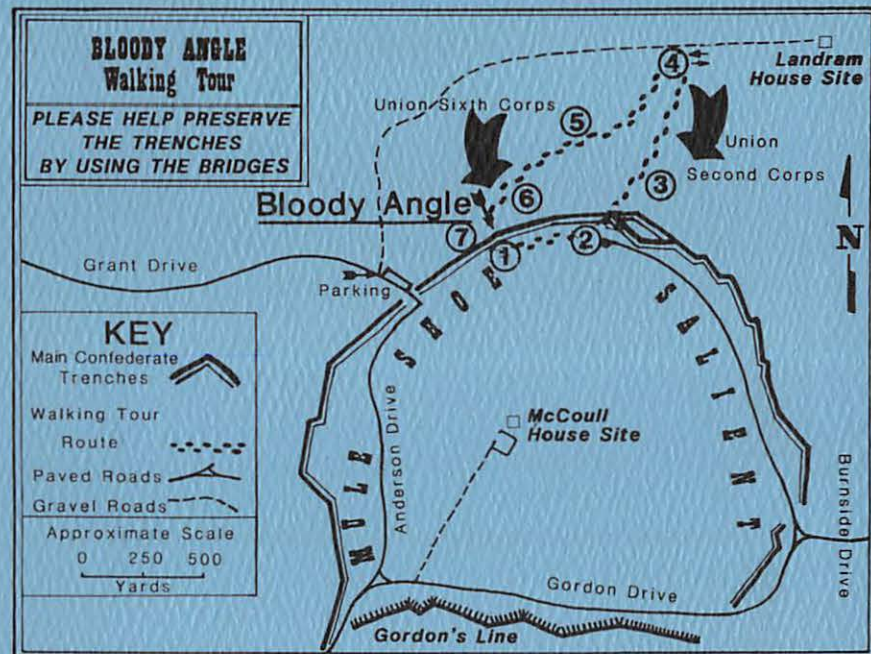 BLOODY ANGLE
Walking Tour
PLEASE HELP PRESERVE
THE TRENCHES
BY USING THE BRIDGES
4
Landram
House Site
Union Sixth Corps
5
Union
3
Second Corps
6
Bloody Angle
N
7
1
2
Grant Drive
Parking
MULE SHOE SALIENT
KEY
Main Confederate
Trenches
Walking Tour
Route
Paved Roads
Gravel Roads
Approximate Scale
0 250 500
Yards
McCoull
House Site
Anderson Drive
Burnside Drive
Gordon Drive
Gordon's Line